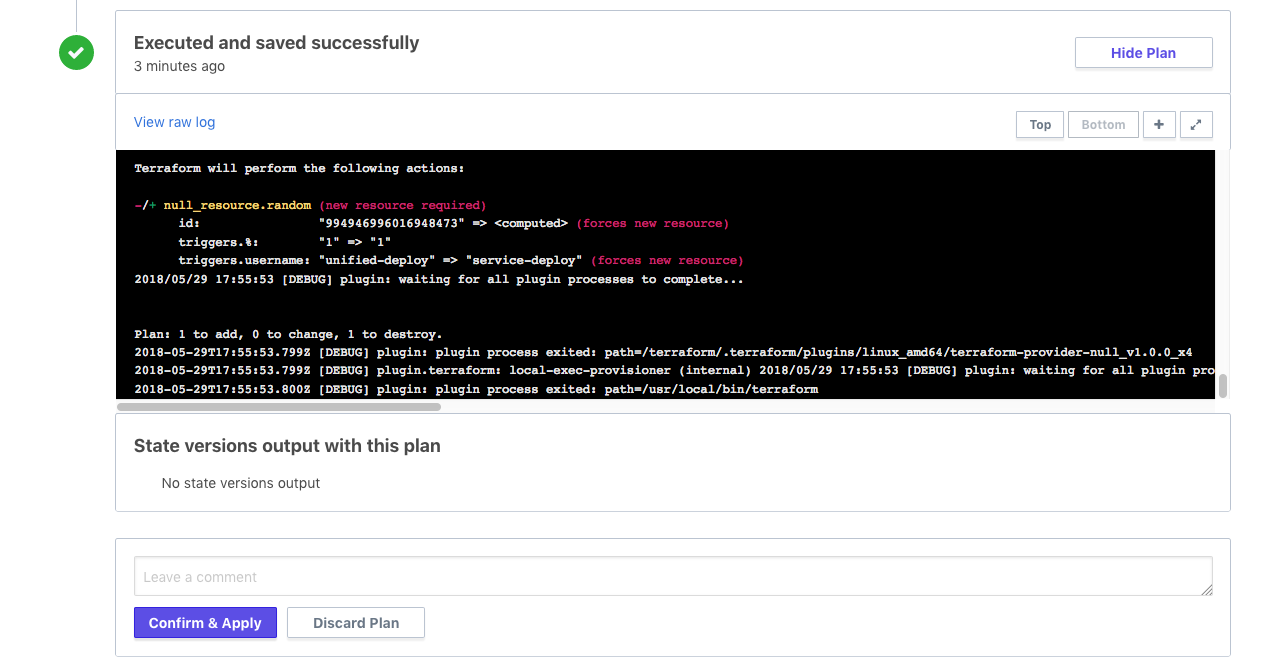 Executed and saved successfully
3 minutes ago
Hide Plan
View raw log
Top
Bottom
+
Terraform will perform the following actions:
-/+ null_resource.random (new resource required)
id: "994946996016948473" => <computed> (forces new resource)
triggers.%: "1" => "1"
triggers.username: "unified-deploy" => "service-deploy" (forces new resource)
2018/05/29 17:55:53 [DEBUG] plugin: waiting for all plugin processes to complete...
Plan: 1 to add, 0 to change, 1 to destroy.
2018-05-29T17:55:53.799Z [DEBUG] plugin: plugin process exited: path=/terraform/.terraform/plugins/linux_amd64/terraform-provider-null_v1.0.0_x4
2018-05-29T17:55:53.799Z [DEBUG] plugin.terraform: local-exec-provisioner (internal) 2018/05/29 17:55:53 [DEBUG] plugin: waiting for all plugin pro
2018-05-29T17:55:53.800Z [DEBUG] plugin: plugin process exited: path=/usr/local/bin/terraform
State versions output with this plan
No state versions output
Leave a comment
Confirm & Apply
Discard Plan